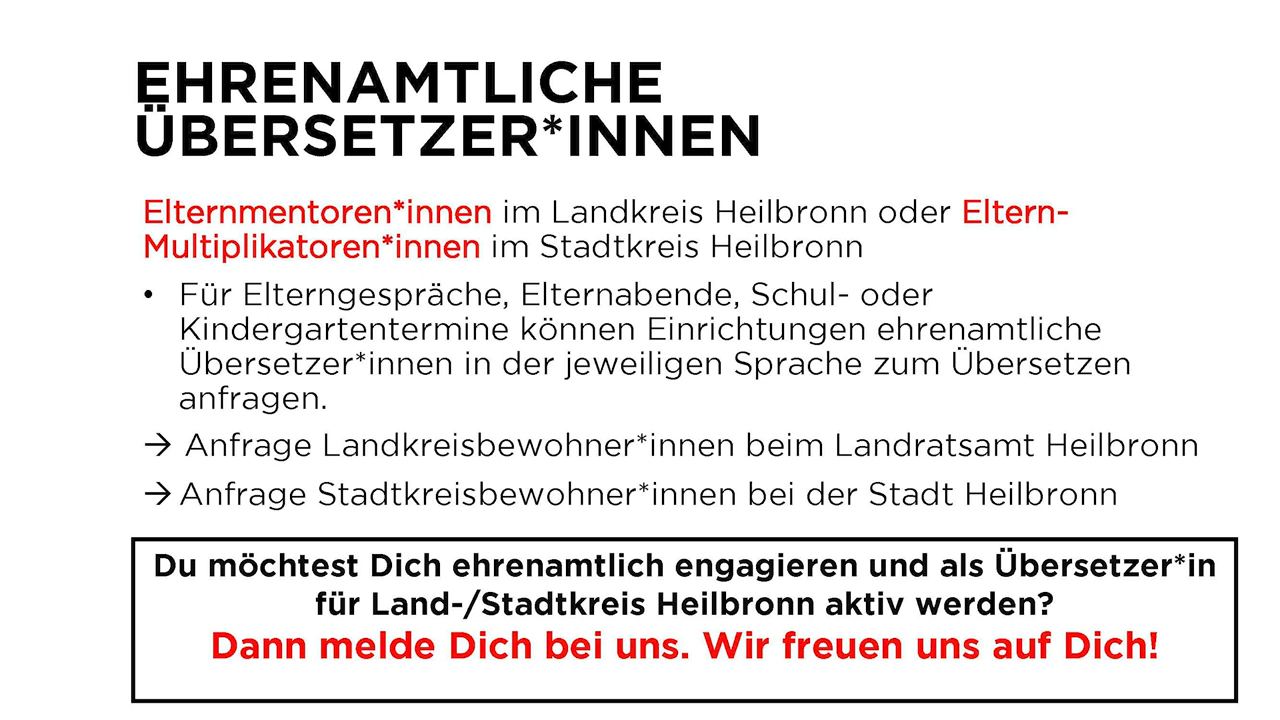 EHRENAMTLICHE
ÜBERSETZER*INNEN
Elternmentoren*innen im Landkreis Heilbronn oder Eltern-
Multiplikatoren*innen im Stadtkreis Heilbronn
• Für Elterngespräche, Elternabende, Schul- oder
Kindergartentermine können Einrichtungen ehrenamtliche
Übersetzer*innen in der jeweiligen Sprache zum Übersetzen
anfragen.
→ Anfrage Landkreisbewohner*innen beim Landratsamt Heilbronn
→ Anfrage Stadtkreisbewohner*innen bei der Stadt Heilbronn
Du möchtest Dich ehrenamtlich engagieren und als Übersetzer*in
für Land-/Stadtkreis Heilbronn aktiv werden?
Dann melde Dich bei uns. Wir freuen uns auf Dich!